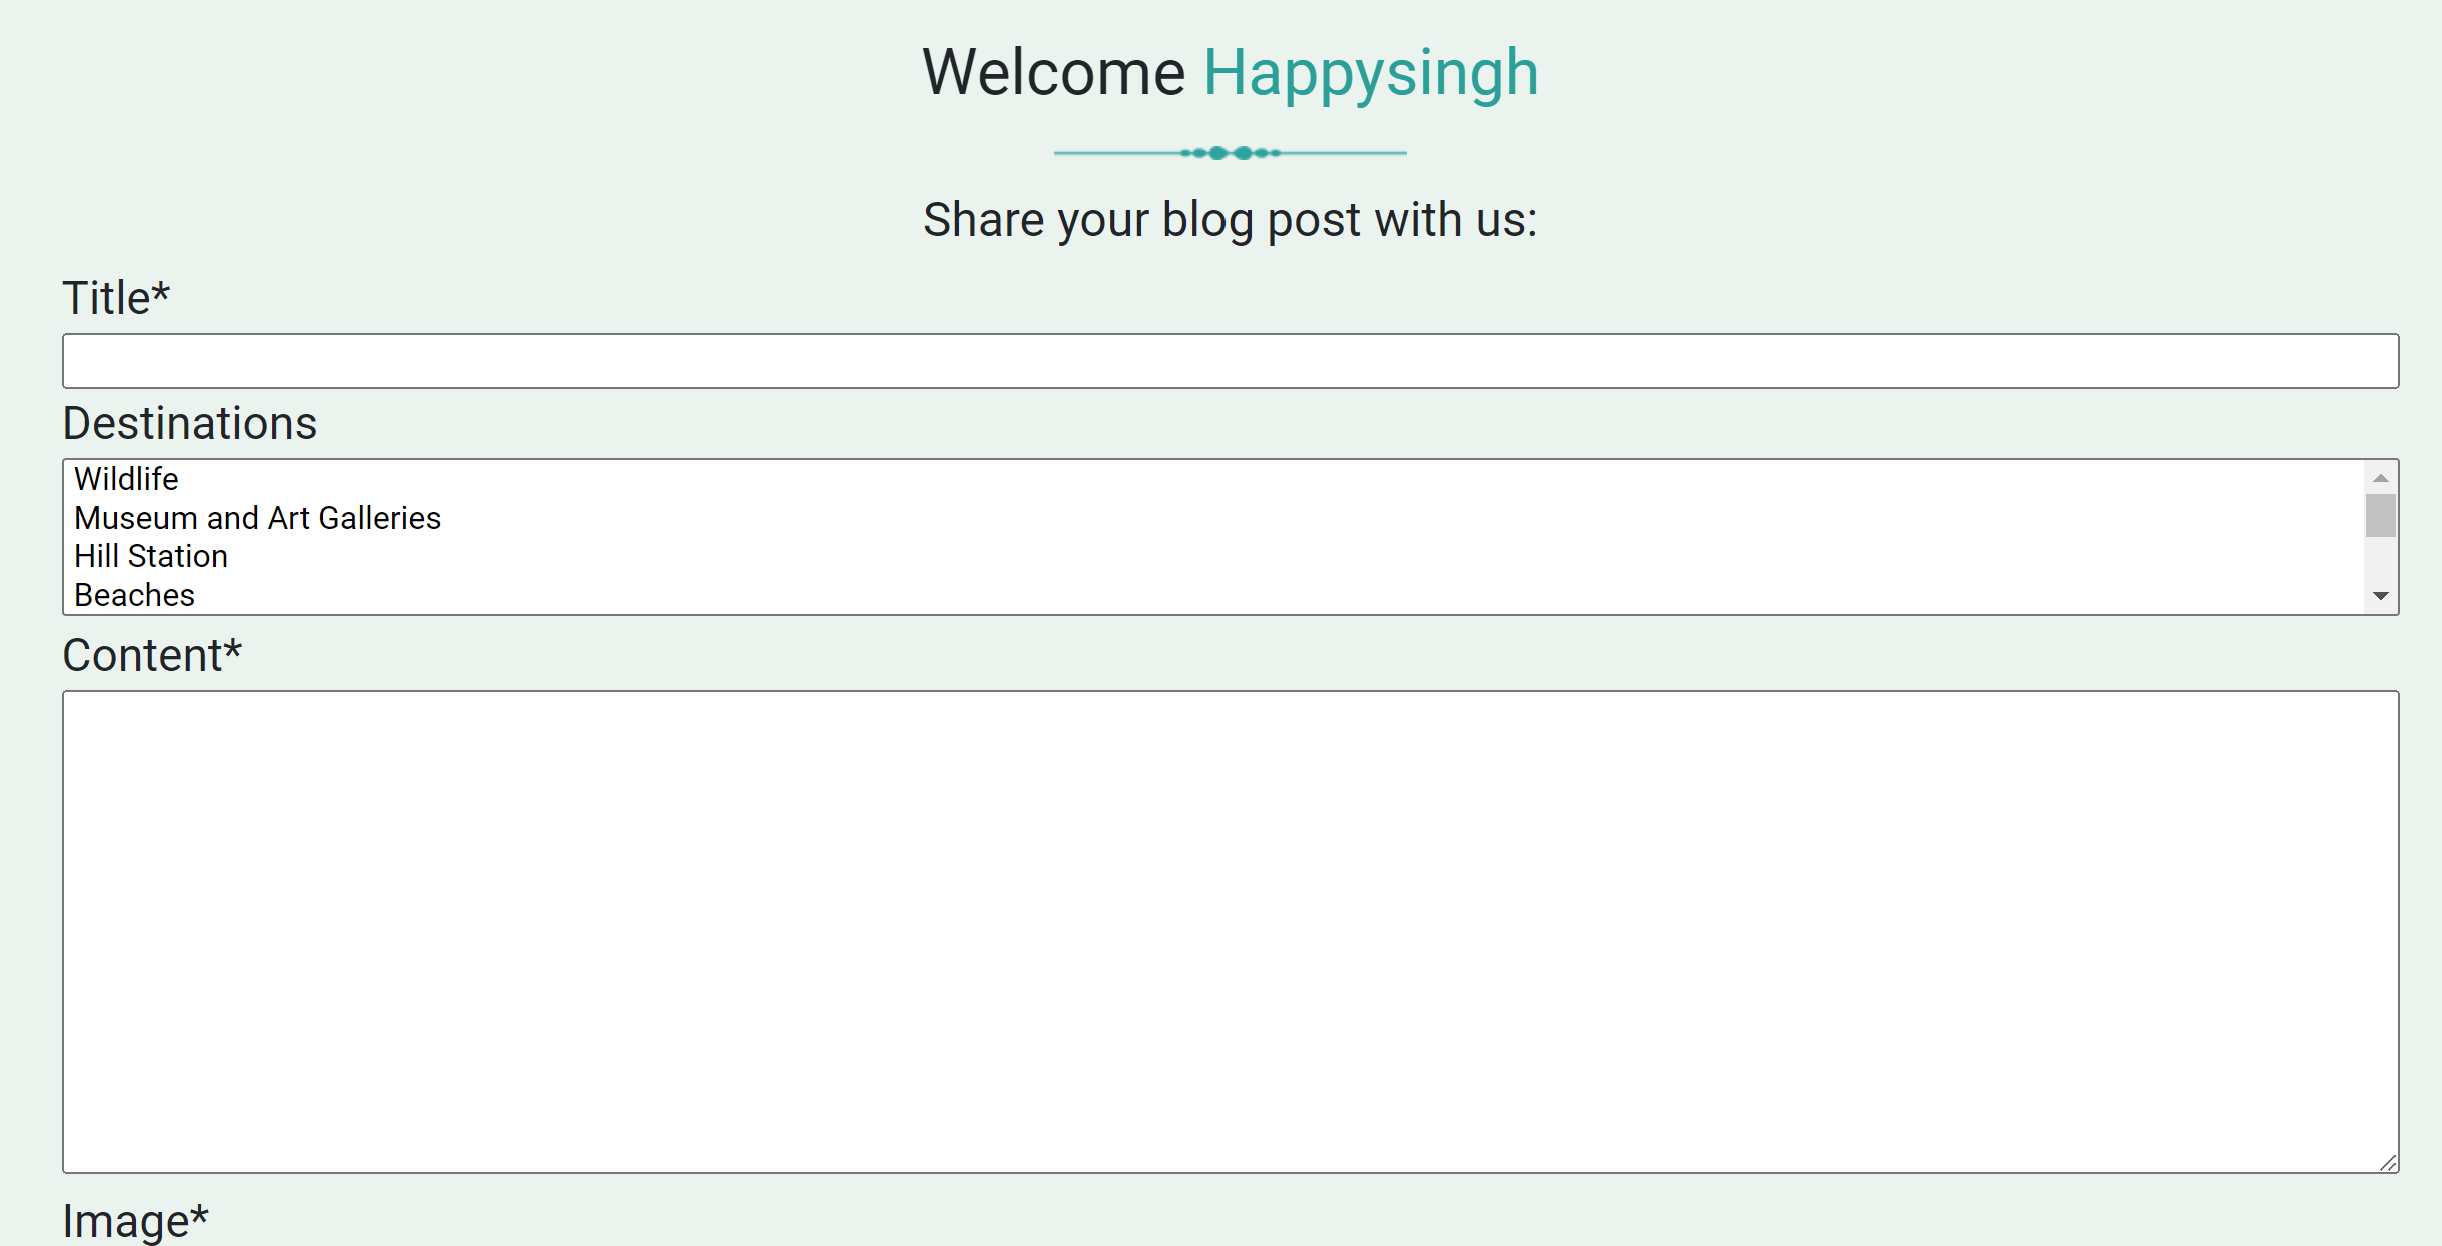 Welcome Happysingh
Share your blog post with us:
Title*
Destinations
Wildlife
Museum and Art Galleries
Hill Station
Beaches
Content*
Image*